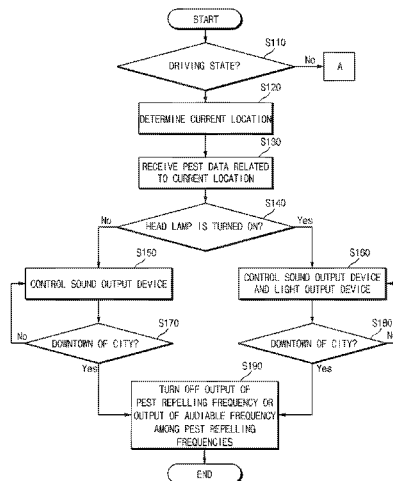 START
S110
DRIVING STATE?
No
A
S120
DETERMINE CURRENT LOCATION
S130
RECEIVE PEST DATA RELATED
TO CURRENT LOCATION
S140
HEAD LAMP IS TURNED ON?
No
Yes
S150
CONTROL SOUND OUTPUT DEVICE
S160
CONTROL SOUND OUTPUT DEVICE
AND LIGHT OUTPUT DEVICE
S170
DOWNTOWN OF CITY?
No
Yes
S180
DOWNTOWN OF CITY?
No
Yes
S190
TURN OFF OUTPUT OF
PEST REPELLING FREQUENCY OR
OUTPUT OF AUDIABLE FREQUENCY
AMONG PEST REPELLING
FREQUENCIES
END